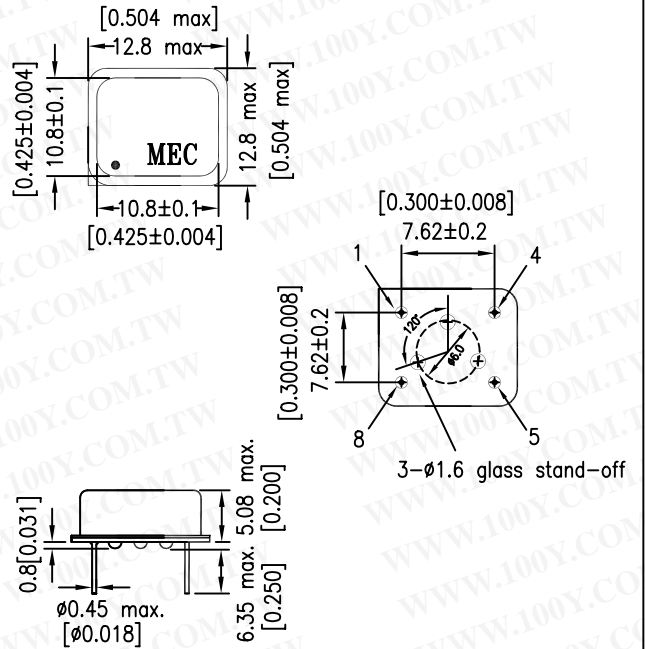 [0.504 max]
12.8 max
[0.425±0.004]
10.8±0.1
MEC
12.8 max
[0.504 max]
10.8±0.1
[0.425±0.004]
[0.300±0.008]
7.62±0.2
1
4
[0.300±0.008]
7.62±0.2
120°
ø6.0
8
5
3-ø1.6 glass stand-off
0.8[0.031]
5.08 max.
[0.200]
6.35 max.
[0.250]
ø0.45 max.
[ø0.018]
WWW.100Y.COM.TW